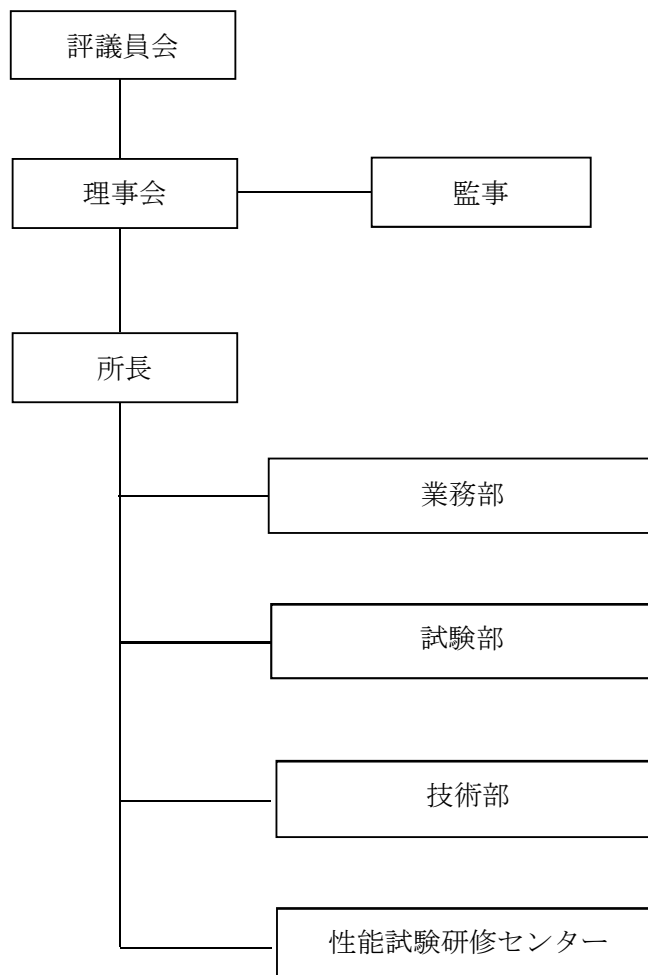 評議員会
理事会
監事
所長
業務部
試験部
技術部
性能試験研修センター